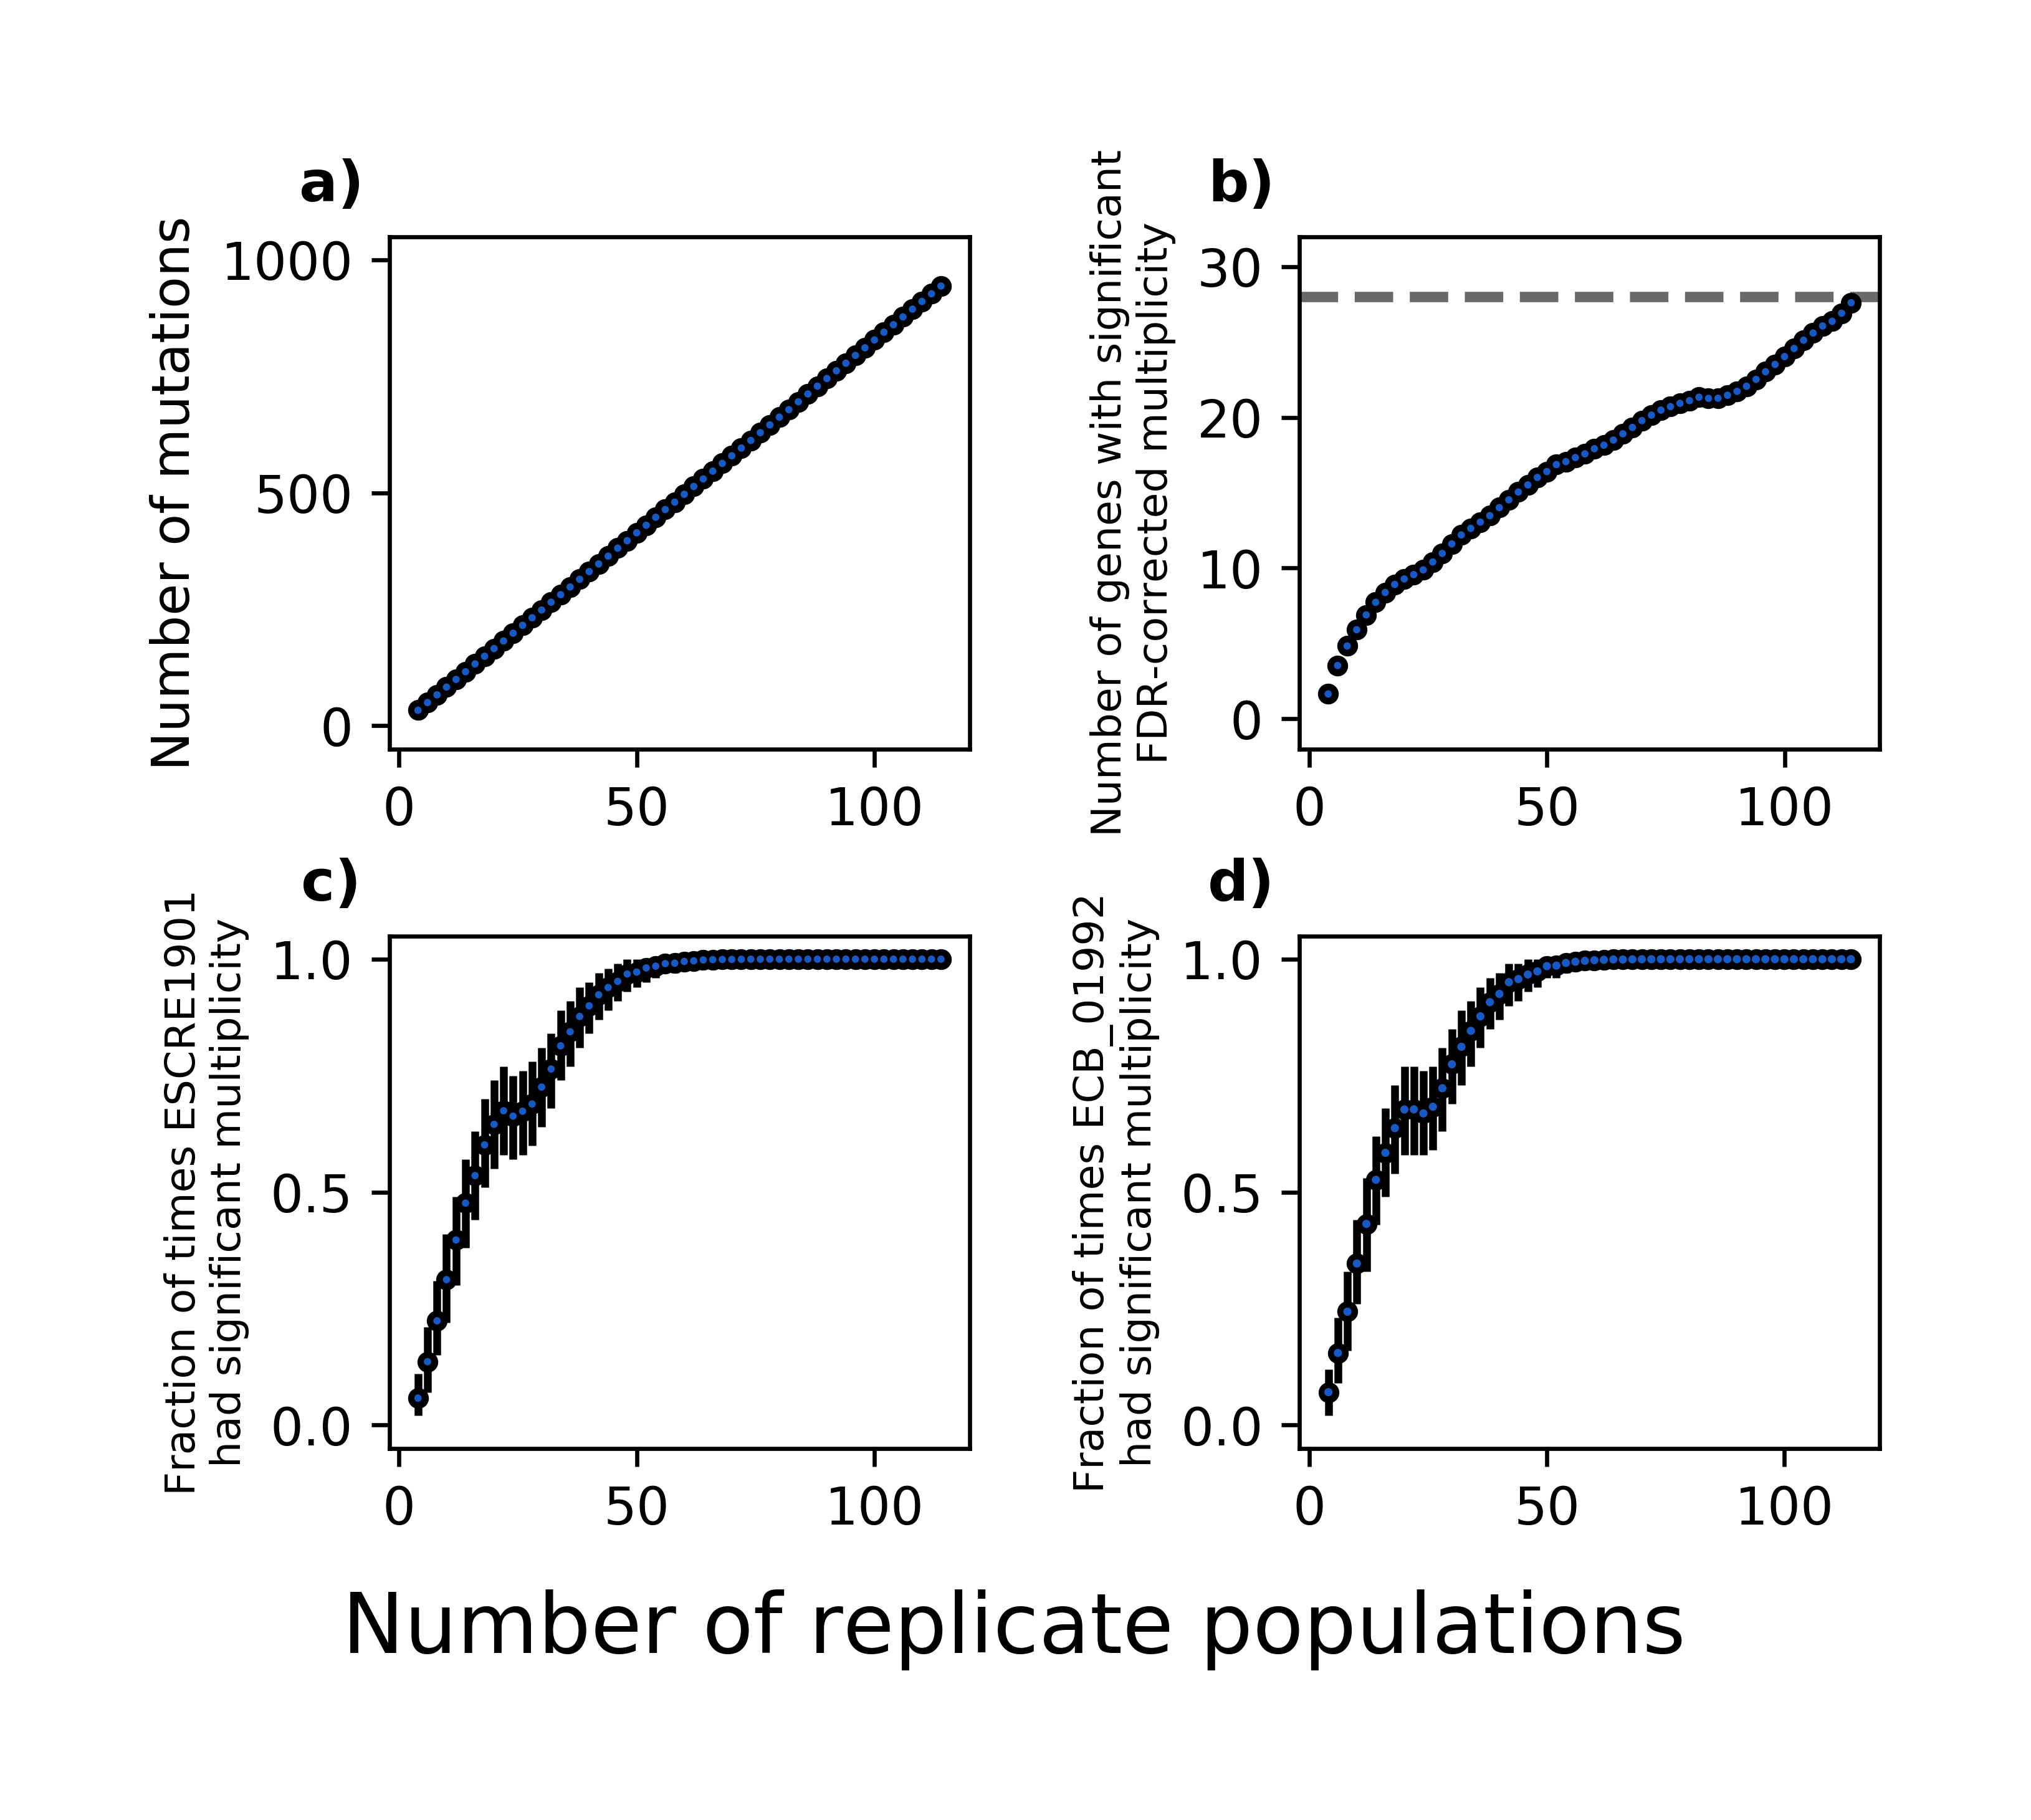 a)
Number of mutations
1000
500
0
0 50 100
b)
Number of genes with significant
FDR-corrected multiplicity
30
20
10
0
0 50 100
c)
Fraction of times ESCRE1901
had significant multiplicity
1.0
0.5
0.0
0 50 100
d)
Fraction of times ECB_01992
had significant multiplicity
1.0
0.5
0.0
0 50 100
Number of replicate populations